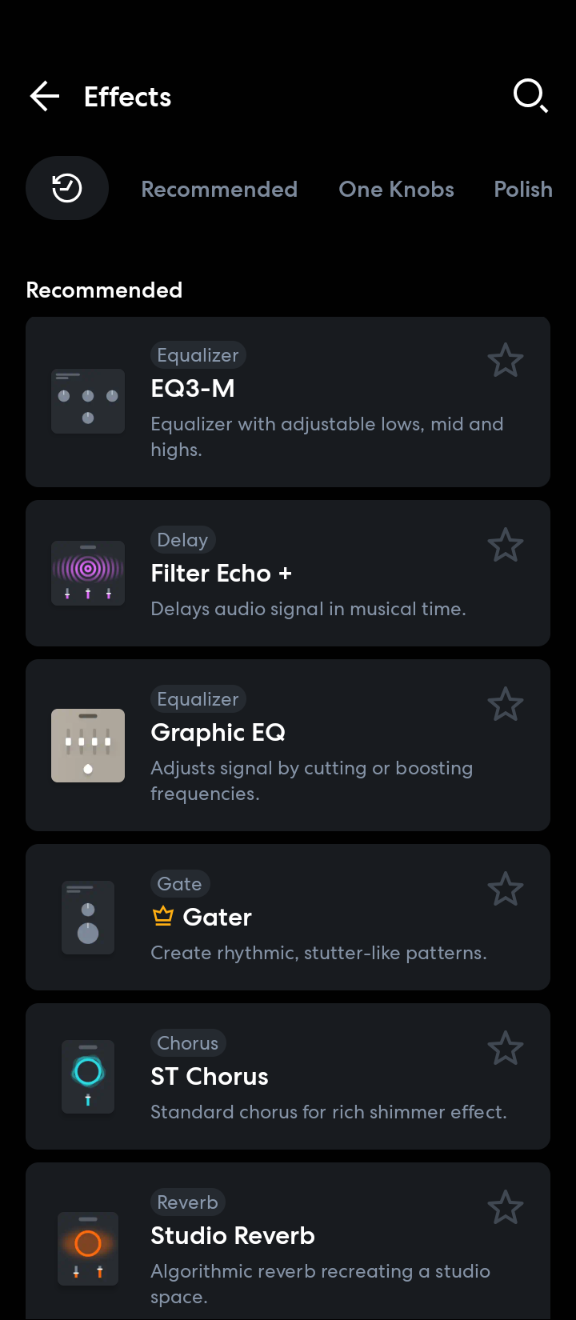 Effects
Recommended
One Knobs
Polish
Recommended
Equalizer
EQ3-M
Equalizer with adjustable lows, mid and
highs.
Delay
Filter Echo +
Delays audio signal in musical time.
Equalizer
Graphic EQ
Adjusts signal by cutting or boosting
frequencies.
Gate
Gater
Create rhythmic, stutter-like patterns.
Chorus
ST Chorus
Standard chorus for rich shimmer effect.
Reverb
Studio Reverb
Algorithmic reverb recreating a studio
space.